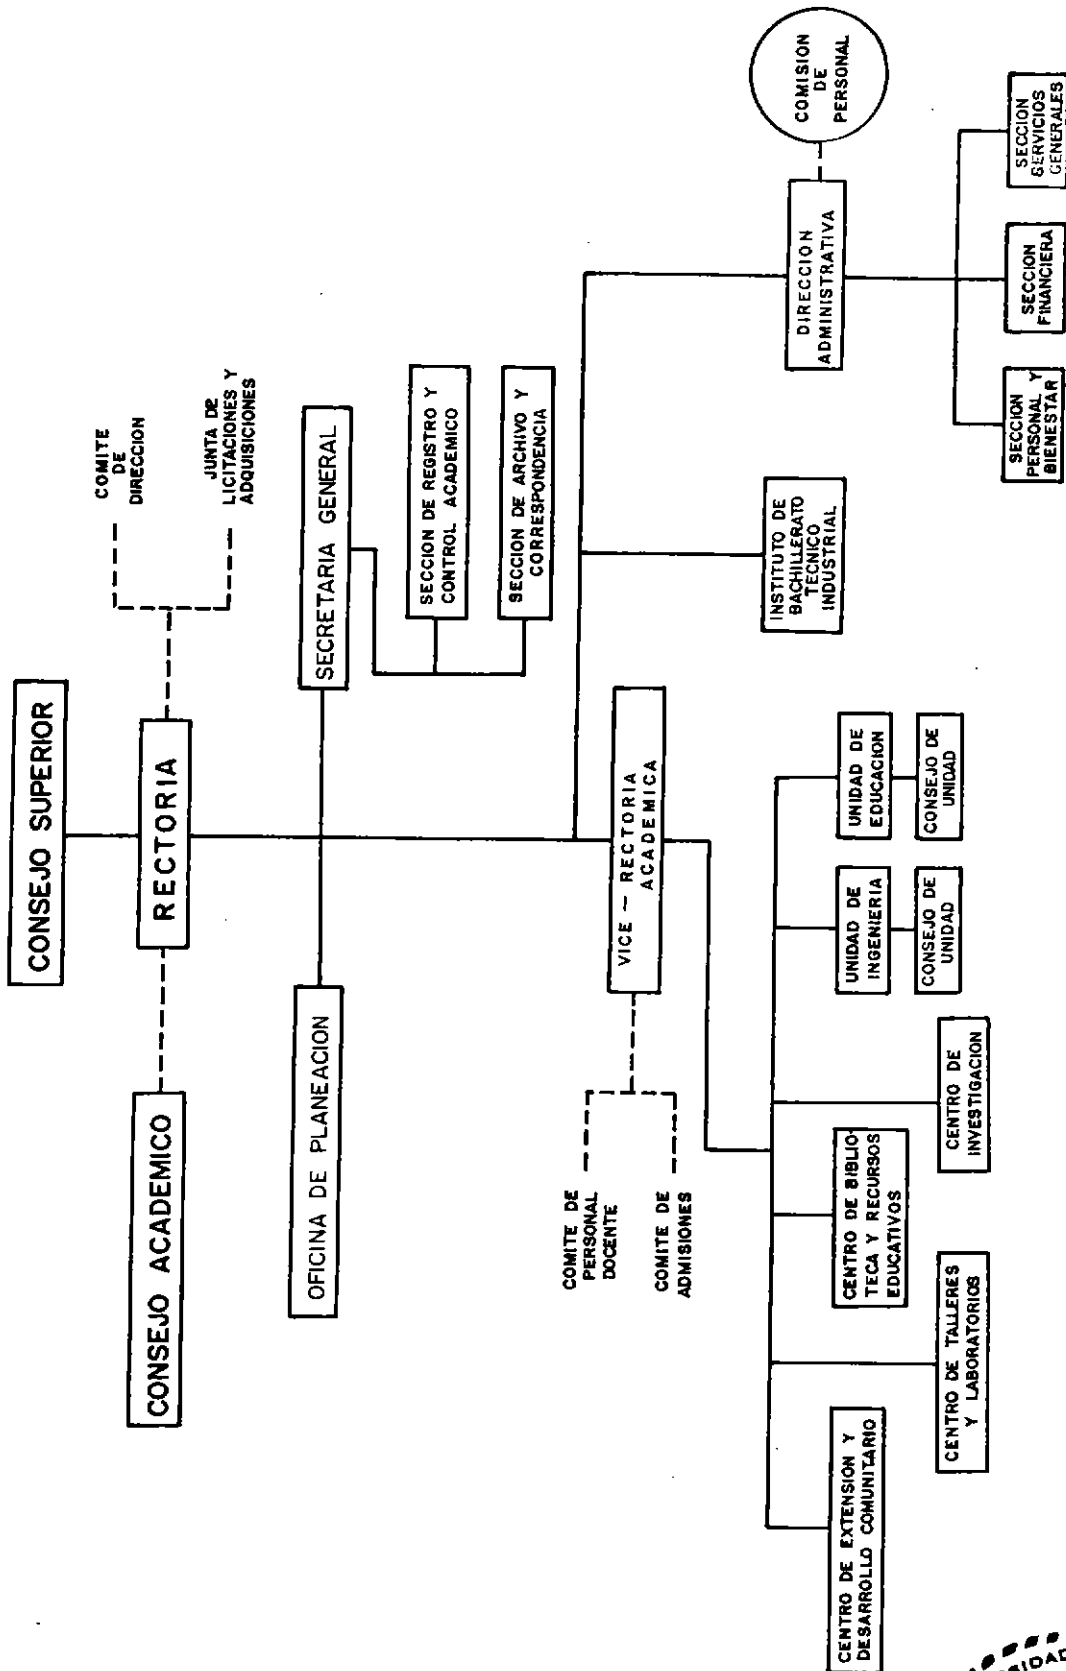 CONSEJO SUPERIOR
CONSEJO ACADEMICO
RECTORIA
COMITE
DE
DIRECCION
JUNTA DE
LICITACIONES Y
ADQUISICIONES
OFICINA DE PLANEACION
SECRETARIA GENERAL
SECCION DE REGISTRO Y
CONTROL ACADEMICO
SECCION DE ARCHIVO Y
CORRESPONDENCIA
COMITE DE
PERSONAL
DOCENTE
COMITE DE
ADMISIONES
VICE - RECTORIA
ACADEMICA
INSTITUTO DE
BACHILLERATO
TECNICO
INDUSTRIAL
DIRECCION
ADMINISTRATIVA
COMISION
DE
PERSONAL
CENTRO DE EXTENSION Y
DESARROLLO COMUNITARIO
CENTRO DE TALLERES
Y LABORATORIOS
CENTRO DE BIBLIO-
TECA Y RECURSOS
EDUCATIVOS
CENTRO DE
INVESTIGACION
UNIDAD DE
INGENIERIA
CONSEJO DE
UNIDAD
UNIDAD DE
EDUCACION
CONSEJO DE
UNIDAD
SECCION
PERSONAL Y
BIENESTAR
SECCION
FINANCIERA
SECCION
SERVICIOS
GENERALES